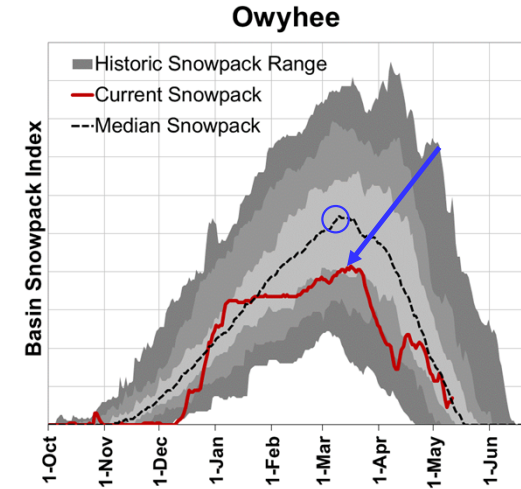 Owyhee
Historic Snowpack Range
Current Snowpack
Median Snowpack
Basin Snowpack Index
1-Oct
1-Nov
1-Dec
1-Jan
1-Feb
1-Mar
1-Apr
1-May
1-Jun